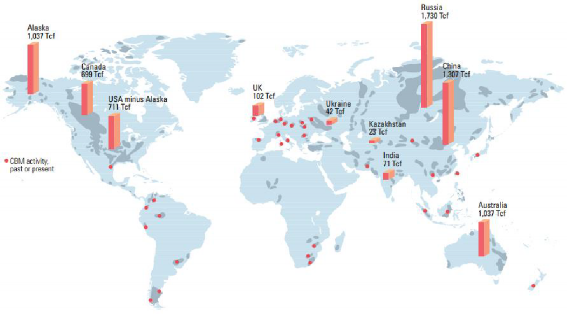 Russia
1,730 Tcf
Alaska
1,037 Tcf
Canada
699 Tcf
China
1,307 Tcf
UK
102 Tcf
USA minus Alaska
711 Tcf
Ukraine
42 Tcf
Kazakhstan
23 Tcf
India
71 Tcf
CBM activity,
past or present
Australia
1,037 Tcf